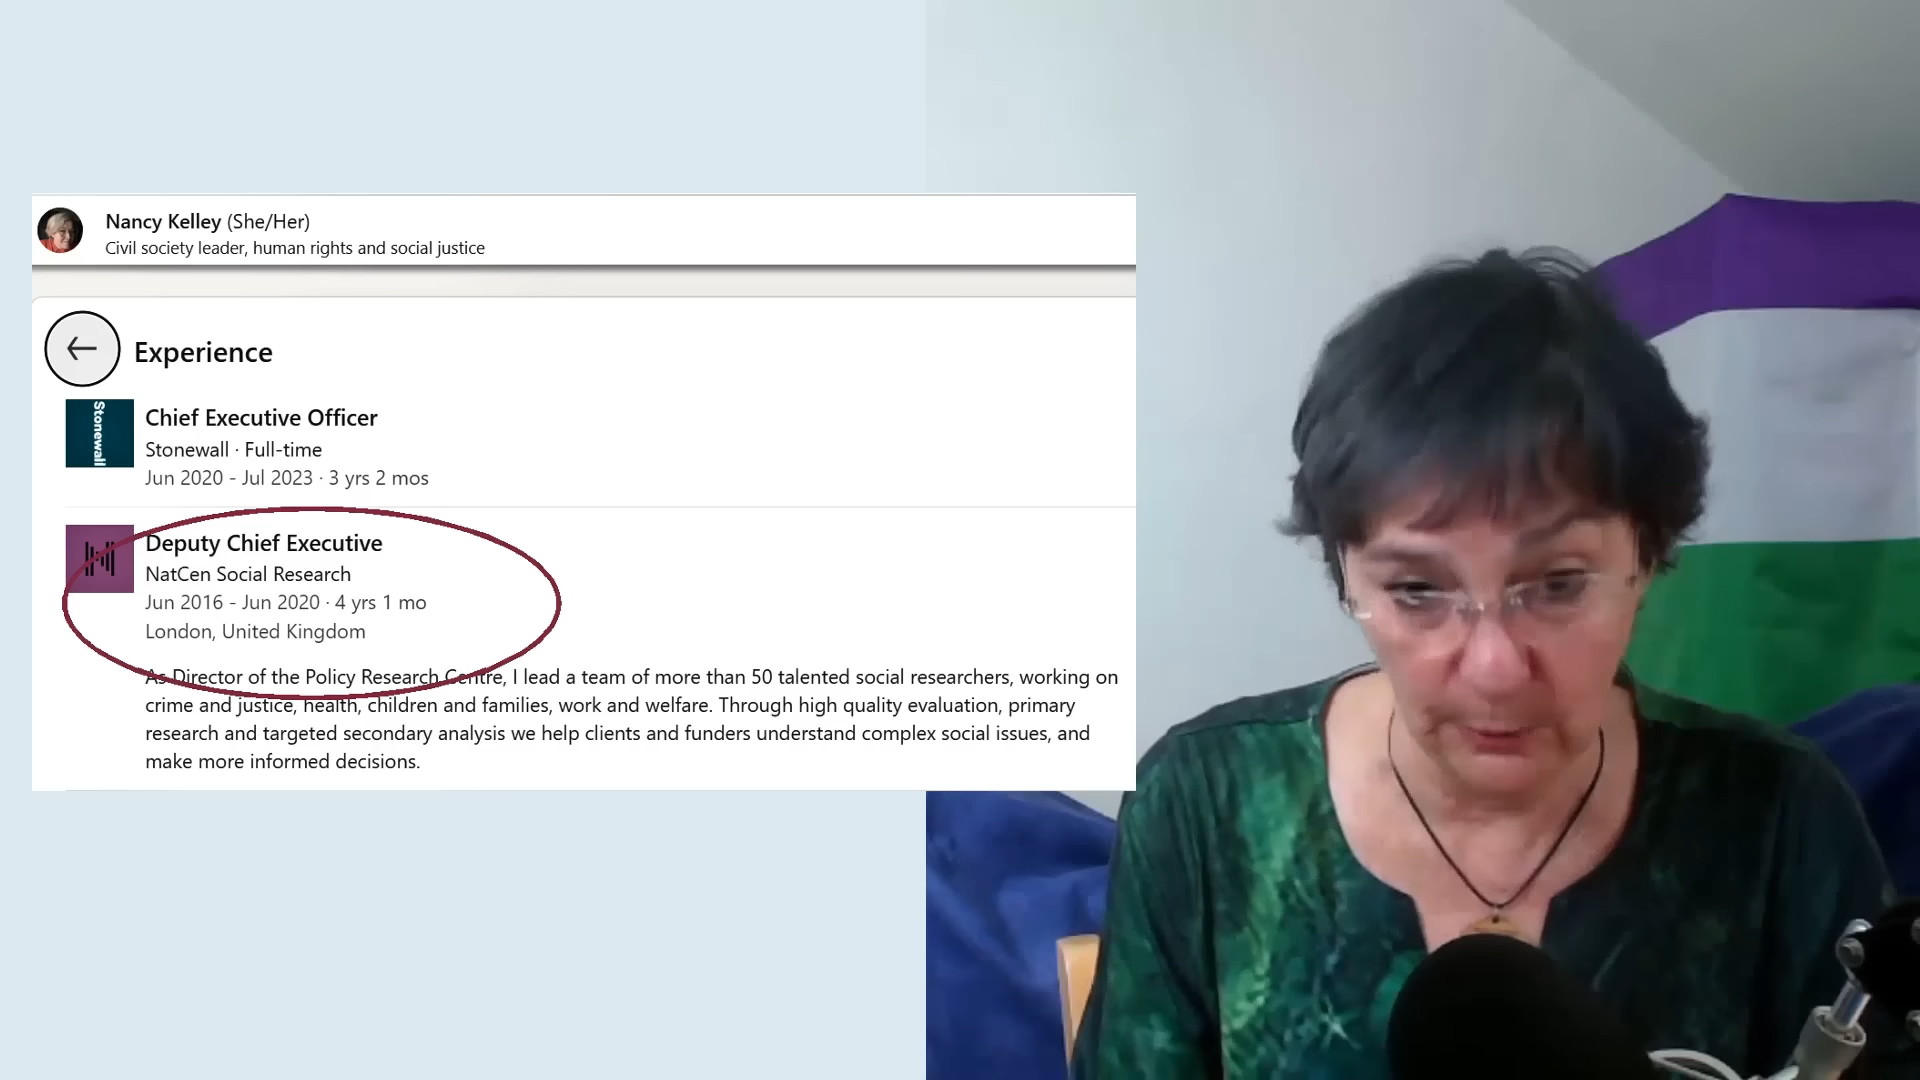 Nancy Kelley (She/Her)
Civil society leader, human rights and social justice
Experience
Stonewall
Chief Executive Officer
Stonewall · Full-time
Jun 2020 - Jul 2023 · 3 yrs 2 mos
Deputy Chief Executive
NatCen Social Research
Jun 2016 - Jun 2020 · 4 yrs 1 mo
London, United Kingdom
As Director of the Policy Research Centre, I lead a team of more than 50 talented social researchers, working on
crime and justice, health, children and families, work and welfare. Through high quality evaluation, primary
research and targeted secondary analysis we help clients and funders understand complex social issues, and
make more informed decisions.